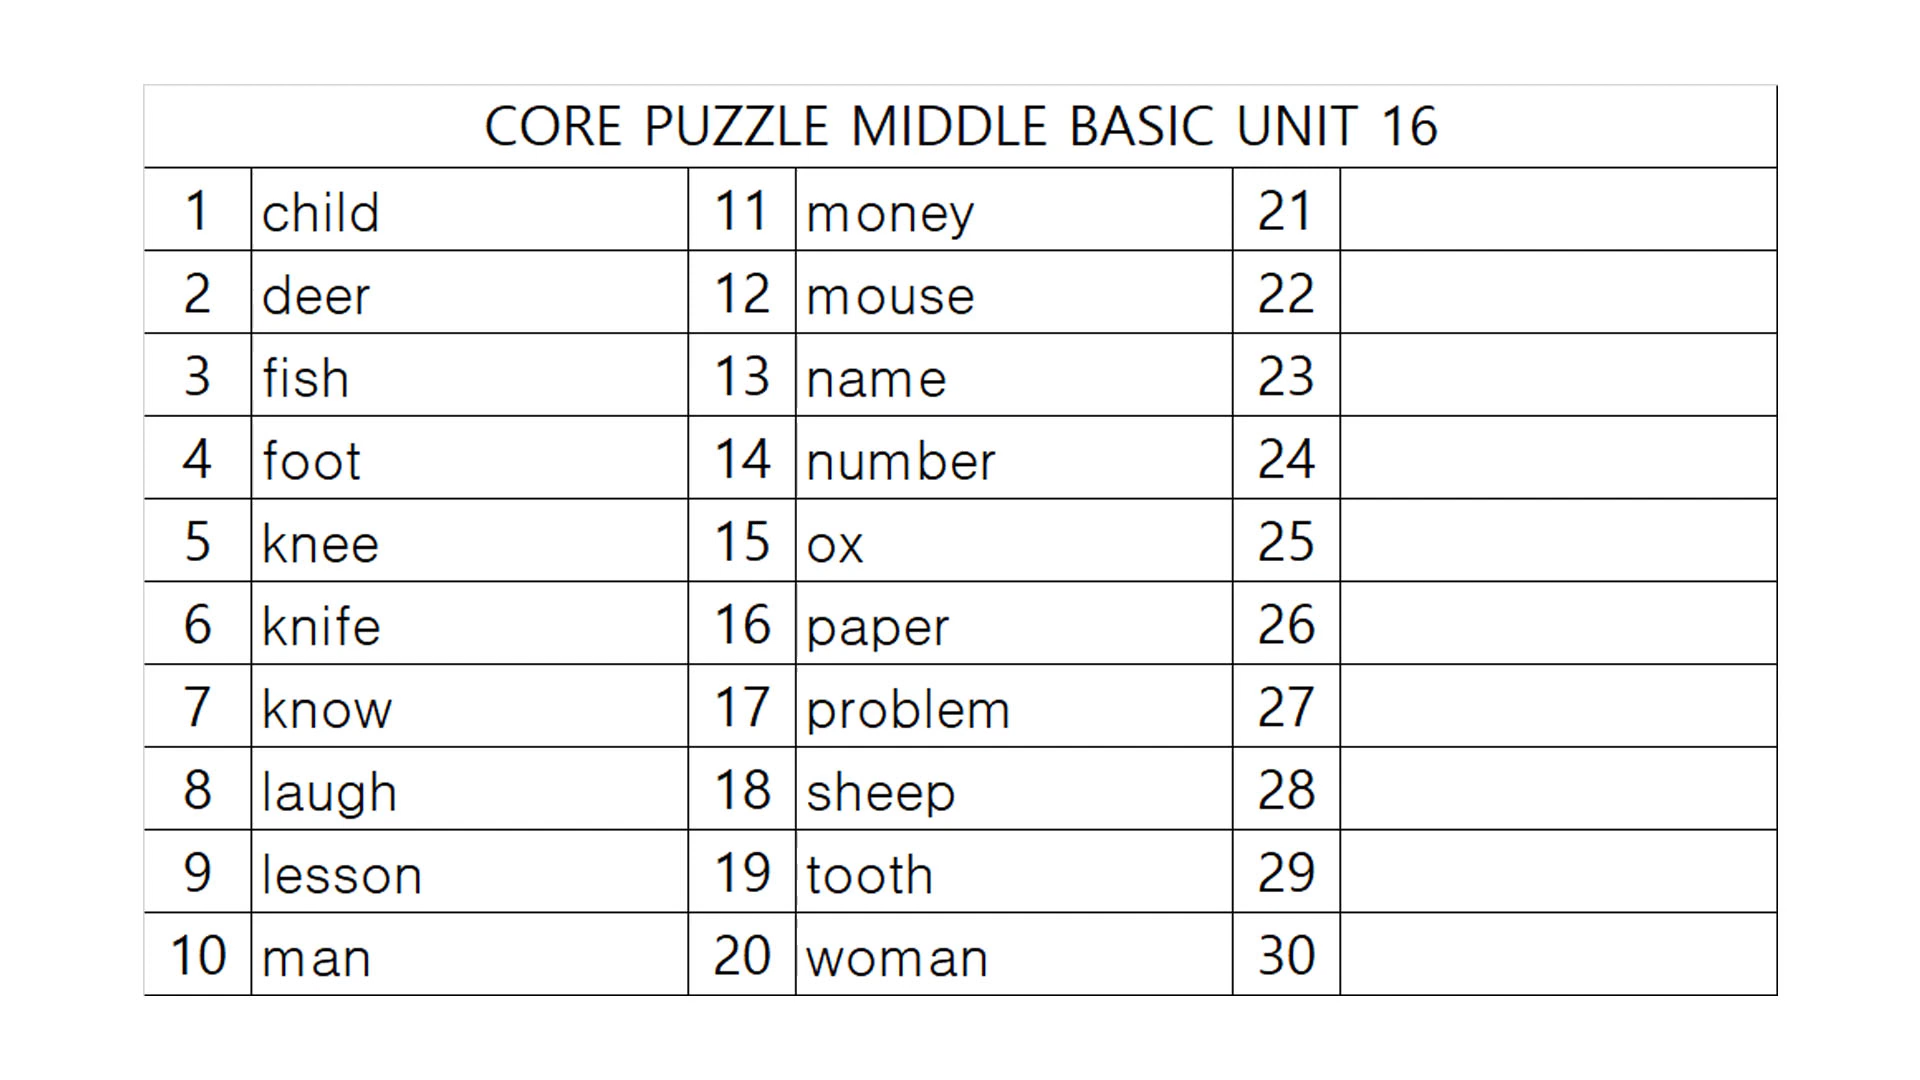 CORE PUZZLE MIDDLE BASIC UNIT 16
1 child 11 money 21
2 deer 12 mouse 22
3 fish 13 name 23
4 foot 14 number 24
5 knee 15 ox 25
6 knife 16 paper 26
7 know 17 problem 27
8 laugh 18 sheep 28
9 lesson 19 tooth 29
10 man 20 woman 30